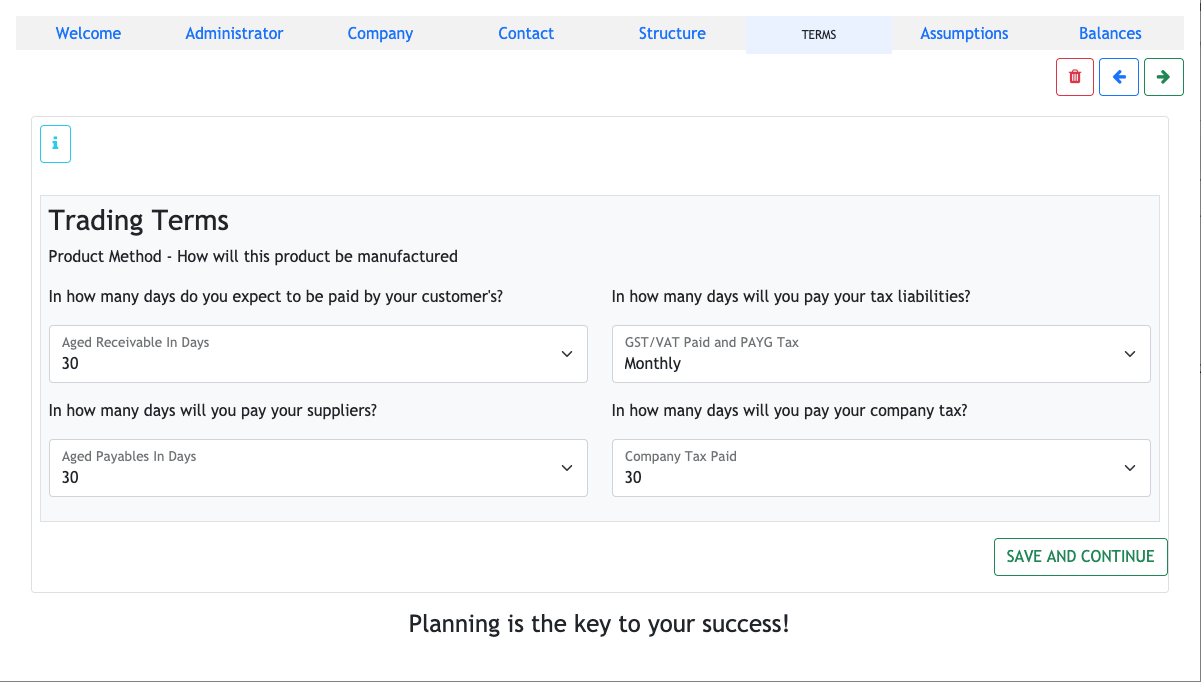 Welcome Administrator Company Contact Structure TERMS Assumptions Balances
i
Trading Terms
Product Method - How will this product be manufactured
In how many days do you expect to be paid by your customer's?
Aged Receivable In Days
30
In how many days will you pay your tax liabilities?
GST/VAT Paid and PAYG Tax
Monthly
In how many days will you pay your suppliers?
Aged Payables In Days
30
In how many days will you pay your company tax?
Company Tax Paid
30
SAVE AND CONTINUE
Planning is the key to your success!